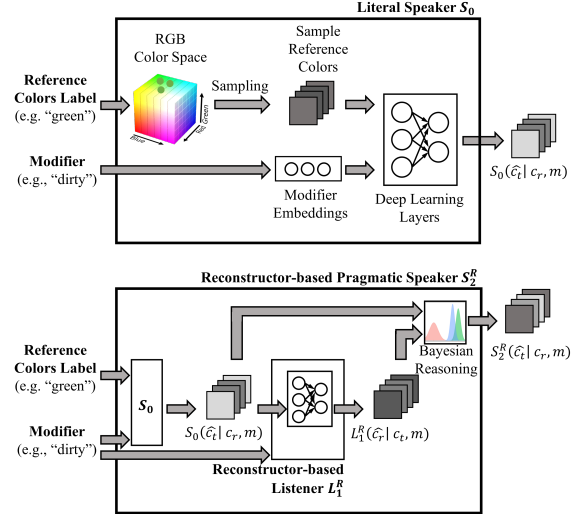 Literal Speaker S₀
RGB
Color Space
Sample
Reference
Colors
Reference
Colors Label
(e.g. “green”)
Sampling
Green
Blue
Modifier
(e.g., “dirty”)
Modifier
Embeddings
Deep Learning
Layers
S₀(ĉₜ| cᵣ, m)
Reconstructor-based Pragmatic Speaker S₂ᴿ
Reference
Colors Label
(e.g. “green”)
Bayesian
Reasoning
S₂ᴿ(ĉₜ| cᵣ, m)
S₀
Modifier
(e.g., “dirty”)
S₀(ĉₜ| cᵣ, m)
L₁ᴿ(ĉᵣ| cₜ, m)
Reconstructor-based
Listener L₁ᴿ